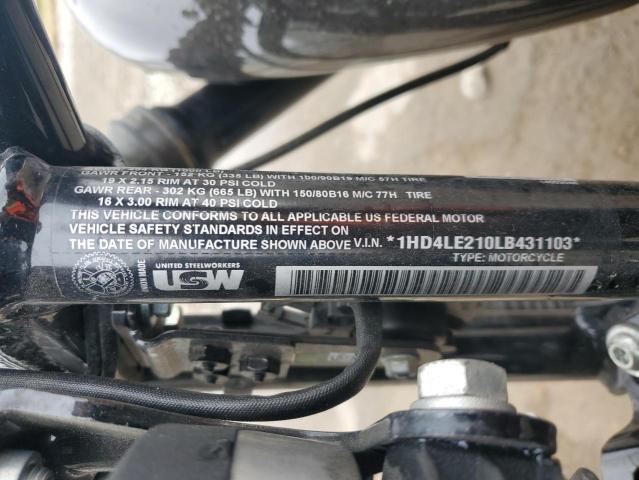 GAWR FRONT - 152 KG (335 LB) WITH 100/90B19 M/C 57H TIRE
19 X 2.15 RIM AT 30 PSI COLD
GAWR REAR - 302 KG (665 LB) WITH 150/80B16 M/C 77H TIRE
16 X 3.00 RIM AT 40 PSI COLD
THIS VEHICLE CONFORMS TO ALL APPLICABLE US FEDERAL MOTOR
VEHICLE SAFETY STANDARDS IN EFFECT ON
THE DATE OF MANUFACTURE SHOWN ABOVE V.I.N. *1HD4LE210LB431103*
TYPE: MOTORCYCLE
UNION MADE
UNITED STEELWORKERS
USW